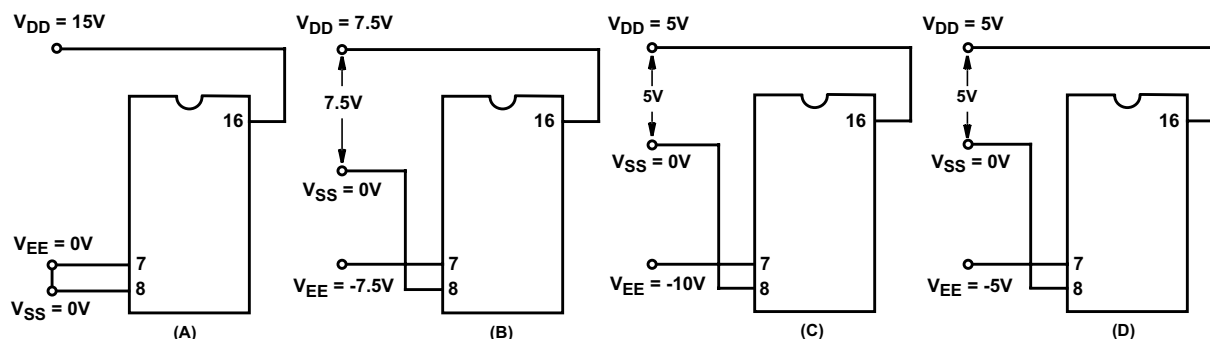 VDD = 15V
16
VEE = 0V
7
8
VSS = 0V
(A)
VDD = 7.5V
7.5V
16
VSS = 0V
VEE = -7.5V
7
8
(B)
VDD = 5V
5V
16
VSS = 0V
VEE = -10V
7
8
(C)
VDD = 5V
5V
16
VSS = 0V
VEE = -5V
7
8
(D)